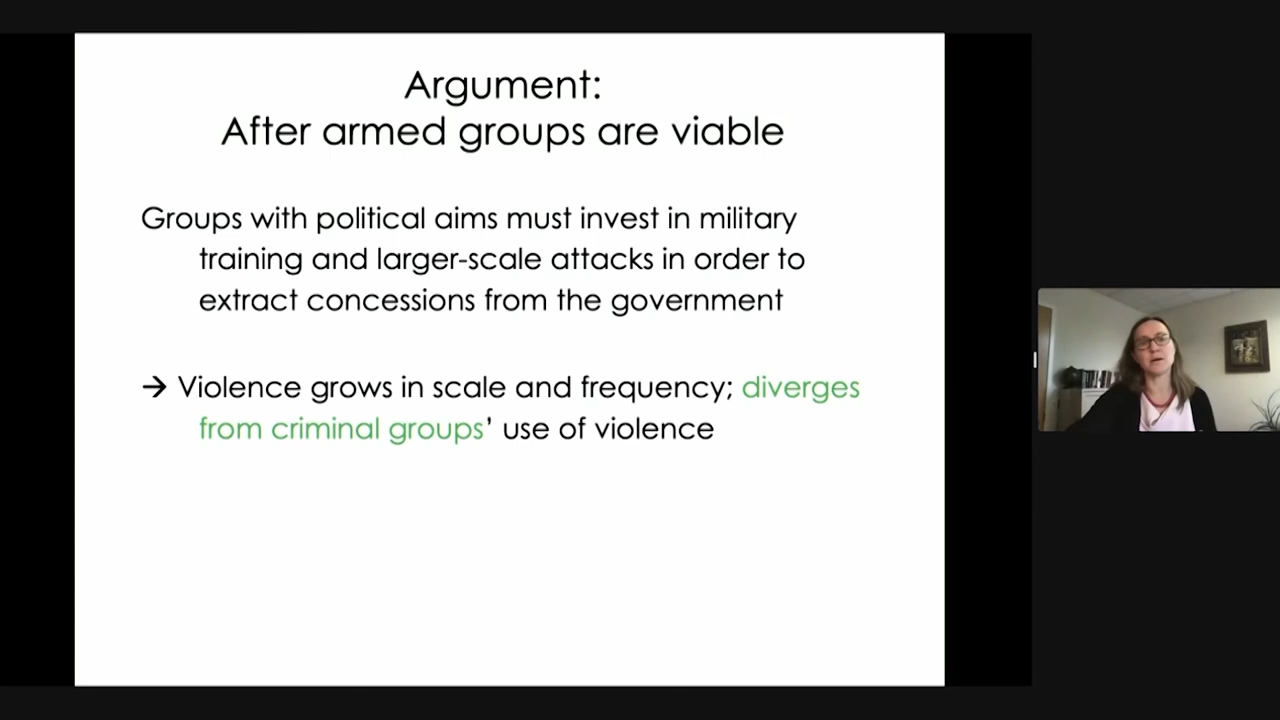 Argument:
After armed groups are viable
Groups with political aims must invest in military
training and larger-scale attacks in order to
extract concessions from the government
→ Violence grows in scale and frequency; diverges
from criminal groups’ use of violence